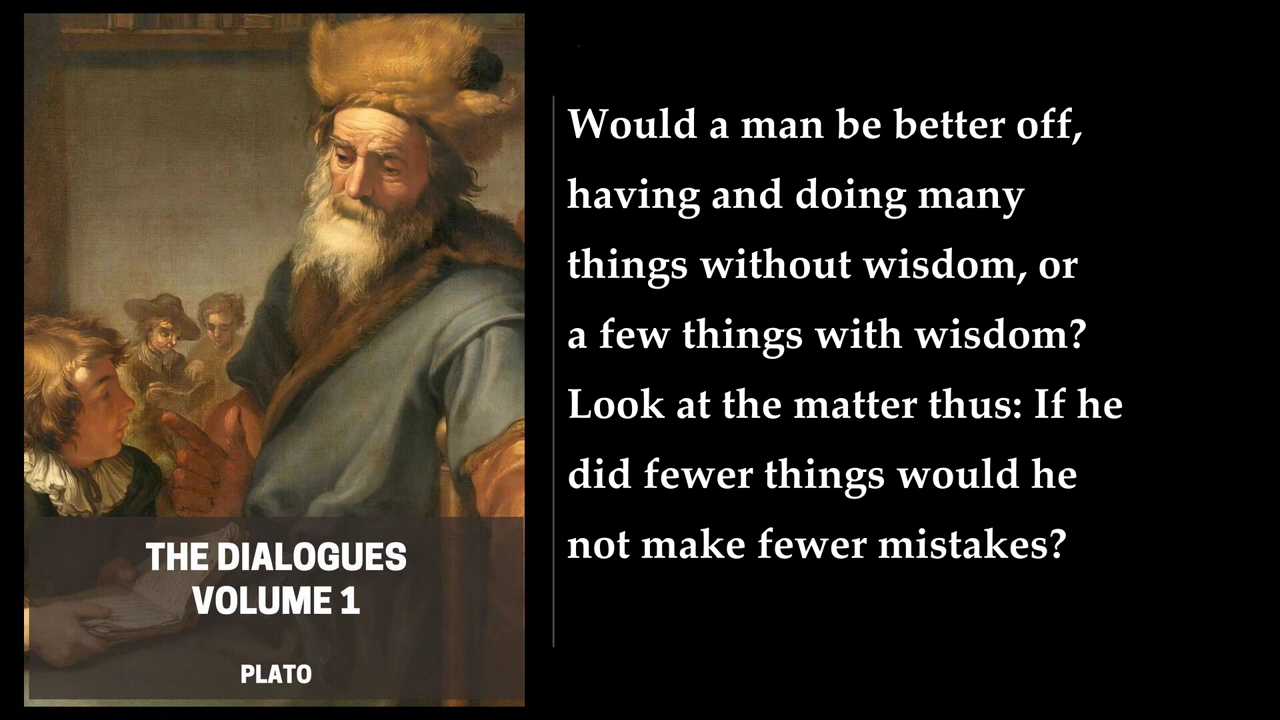 THE DIALOGUES
VOLUME 1
PLATO
Would a man be better off,
having and doing many
things without wisdom, or
a few things with wisdom?
Look at the matter thus: If he
did fewer things would he
not make fewer mistakes?